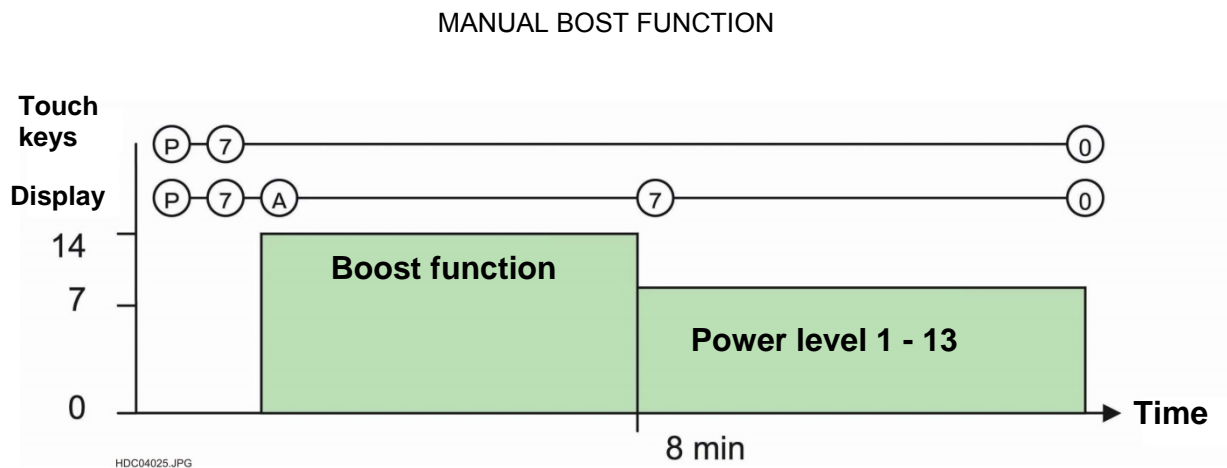 MANUAL BOST FUNCTION
Touch
keys
P 7 0
Display
P 7 A 7 0
14
Boost function
7
Power level 1 - 13
0
Time
8 min
HDC04025.JPG